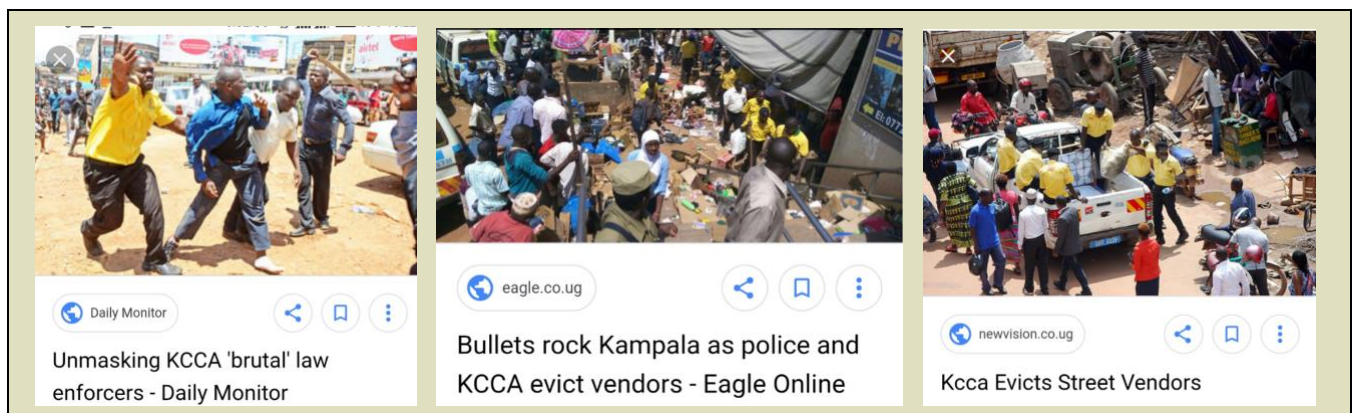 airtel
Daily Monitor
Unmasking KCCA 'brutal' law
enforcers - Daily Monitor
eagle.co.ug
Bullets rock Kampala as police and
KCCA evict vendors - Eagle Online
newvision.co.ug
Kcca Evicts Street Vendors